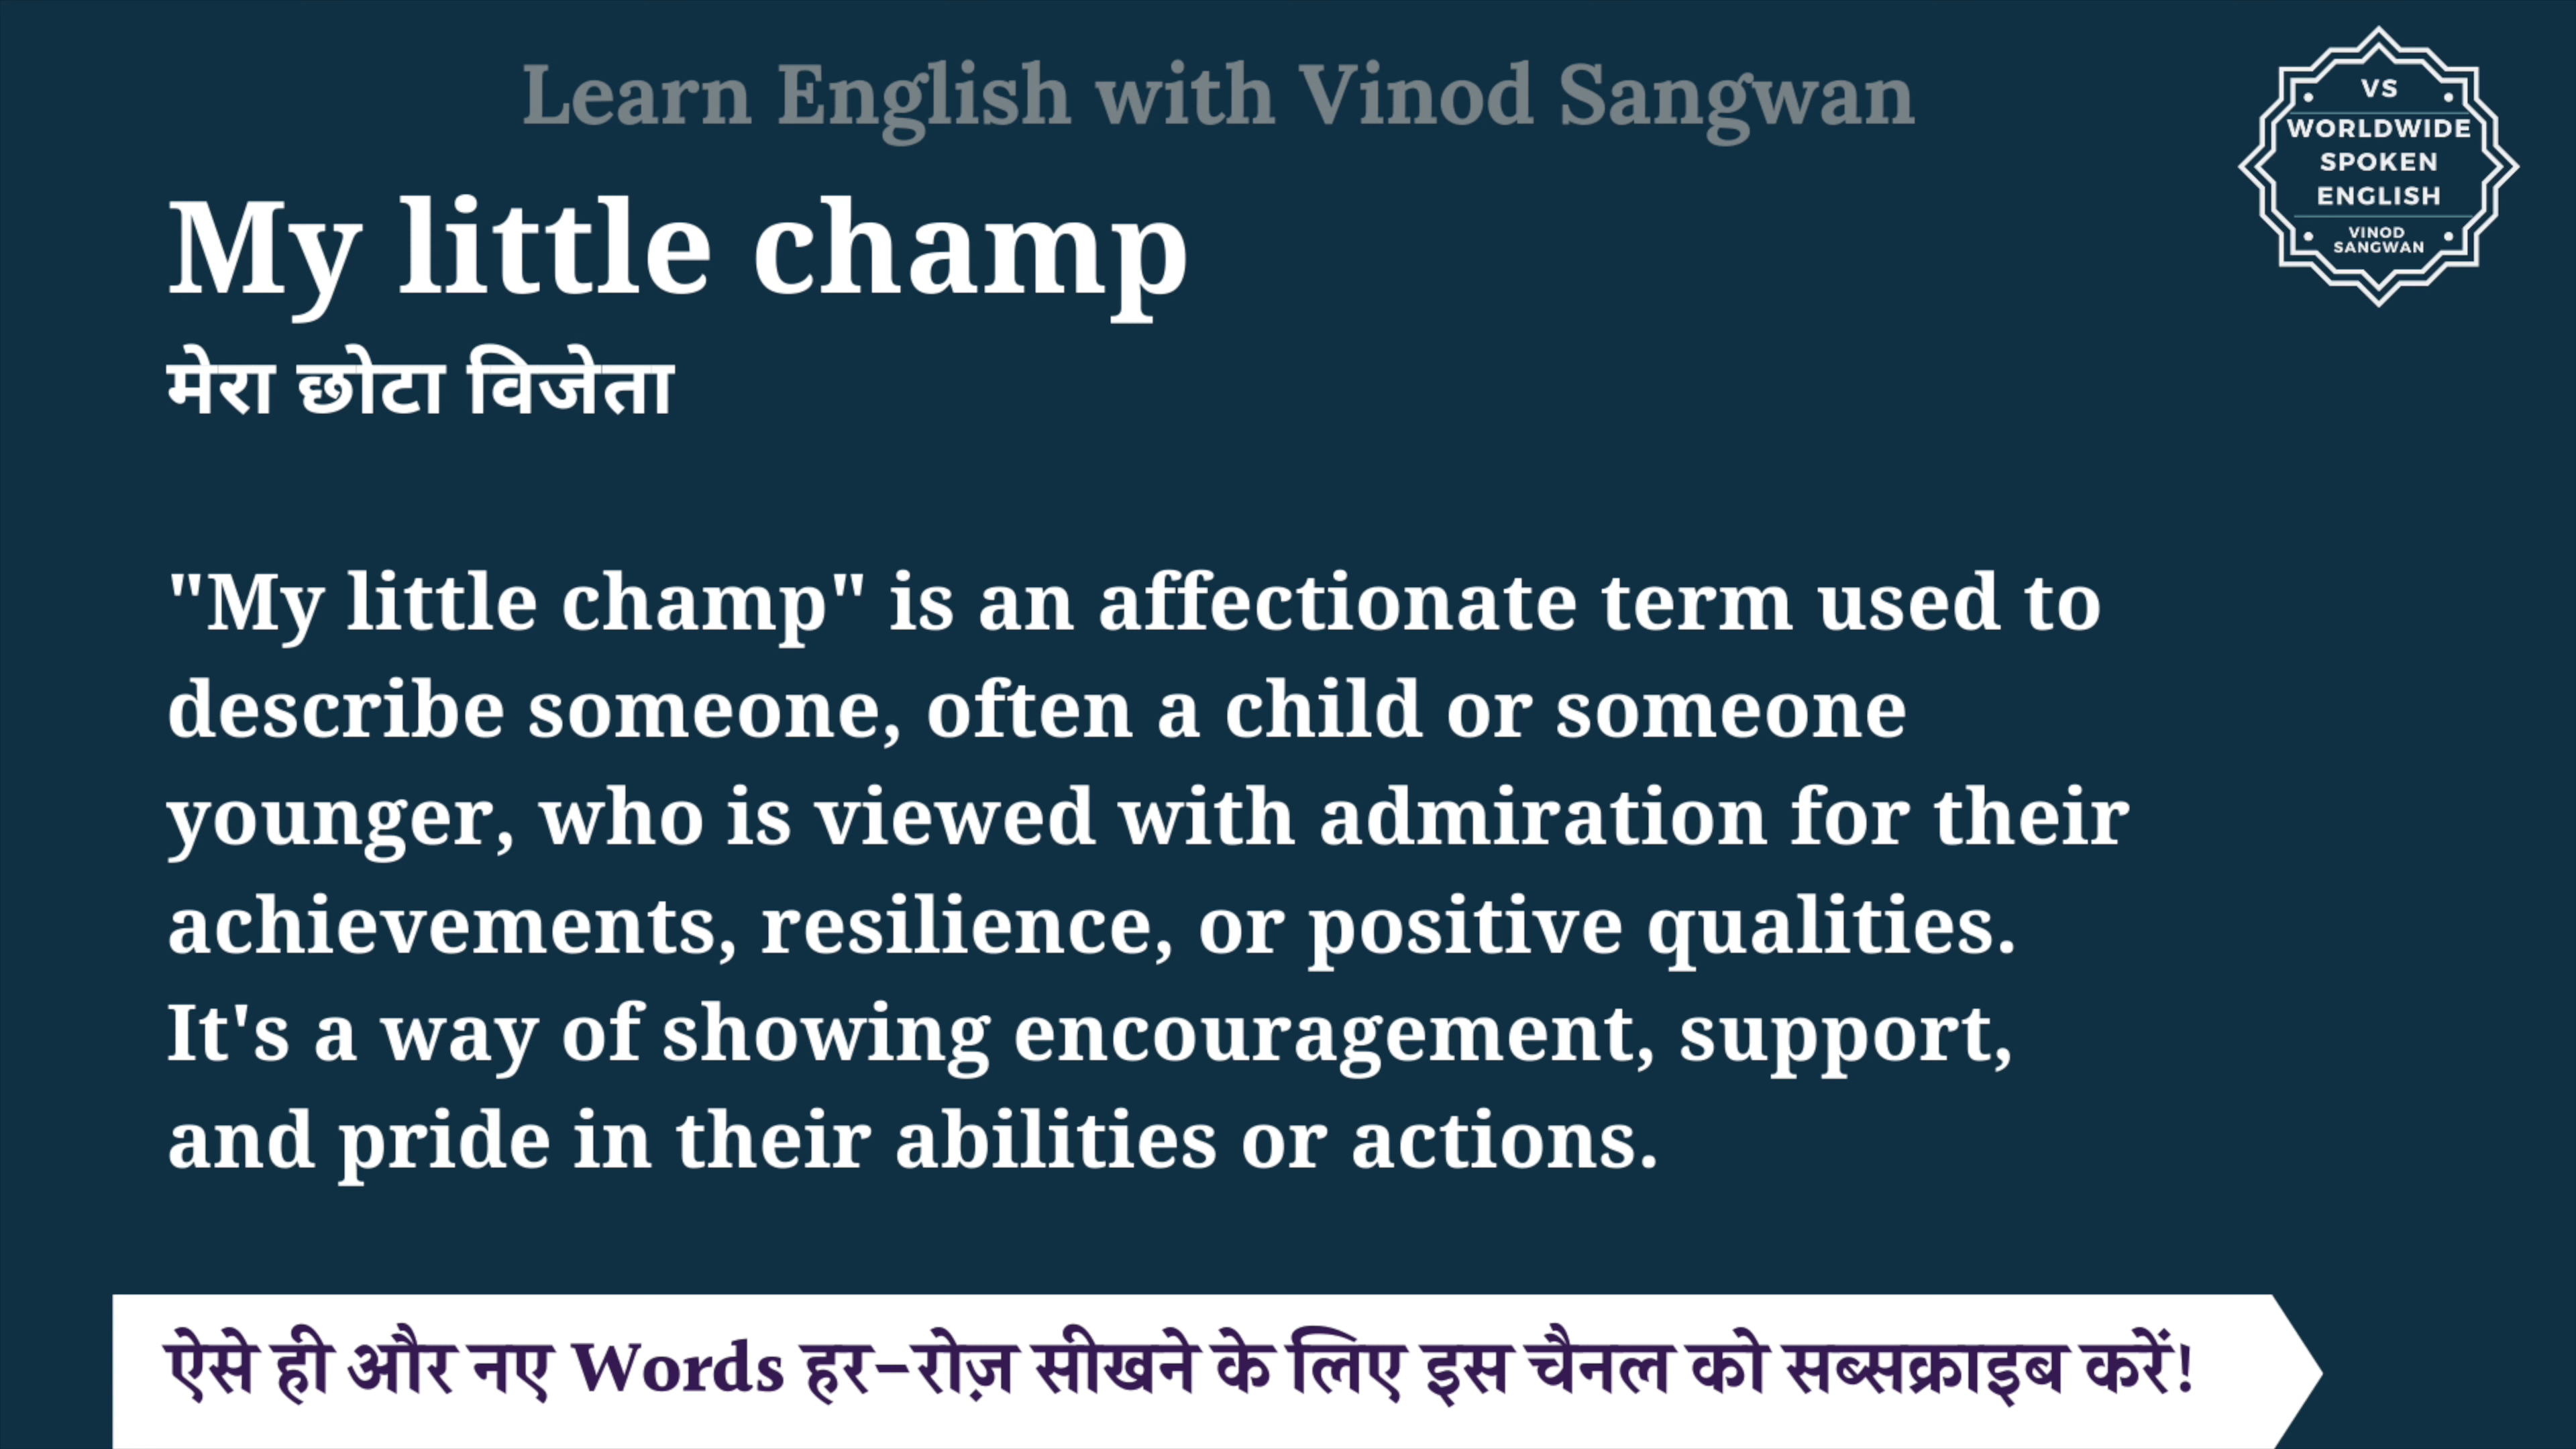 Learn English with Vinod Sangwan
VS
WORLDWIDE
SPOKEN
ENGLISH
VINOD
SANGWAN
My little champ
मेरा छोटा विजेता
"My little champ" is an affectionate term used to
describe someone, often a child or someone
younger, who is viewed with admiration for their
achievements, resilience, or positive qualities.
It's a way of showing encouragement, support,
and pride in their abilities or actions.
ऐसे ही और नए Words हर-रोज़ सीखने के लिए इस चैनल को सब्सक्राइब करें!